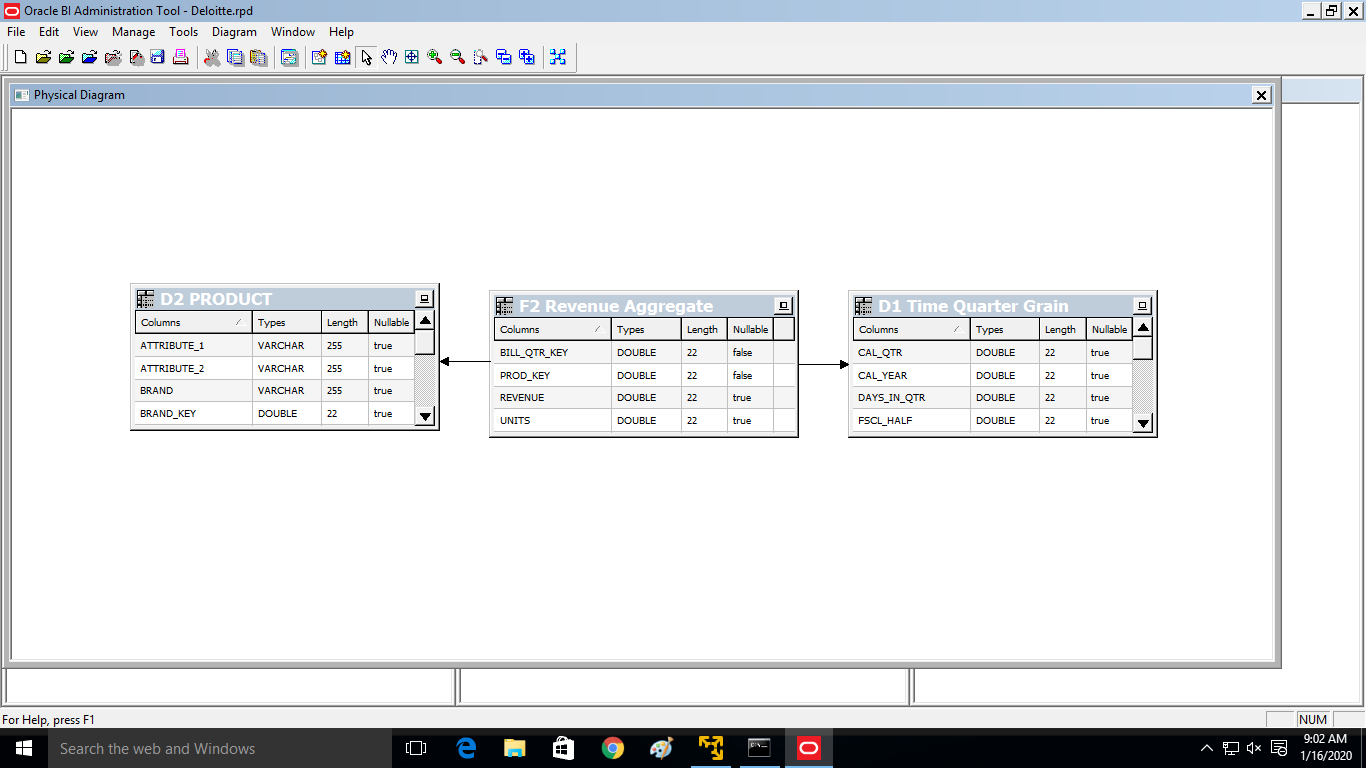 Oracle BI Administration Tool - Deloitte.rpd
File Edit View Manage Tools Diagram Window Help
Physical Diagram
D2 PRODUCT
Columns Types Length Nullable
ATTRIBUTE_1 VARCHAR 255 true
ATTRIBUTE_2 VARCHAR 255 true
BRAND VARCHAR 255 true
BRAND_KEY DOUBLE 22 true
F2 Revenue Aggregate
Columns Types Length Nullable
BILL_QTR_KEY DOUBLE 22 false
PROD_KEY DOUBLE 22 false
REVENUE DOUBLE 22 true
UNITS DOUBLE 22 true
D1 Time Quarter Grain
Columns Types Length Nullable
CAL_QTR DOUBLE 22 true
CAL_YEAR DOUBLE 22 true
DAYS_IN_QTR DOUBLE 22 true
FSCL_HALF DOUBLE 22 true
For Help, press F1
NUM
Search the web and Windows
9:02 AM
1/16/2020